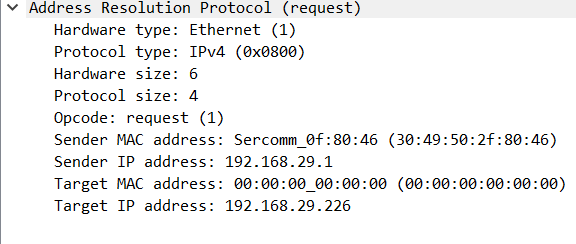 Address Resolution Protocol (request)
Hardware type: Ethernet (1)
Protocol type: IPv4 (0x0800)
Hardware size: 6
Protocol size: 4
Opcode: request (1)
Sender MAC address: Sercomm_0f:80:46 (30:49:50:2f:80:46)
Sender IP address: 192.168.29.1
Target MAC address: 00:00:00_00:00:00 (00:00:00:00:00:00)
Target IP address: 192.168.29.226